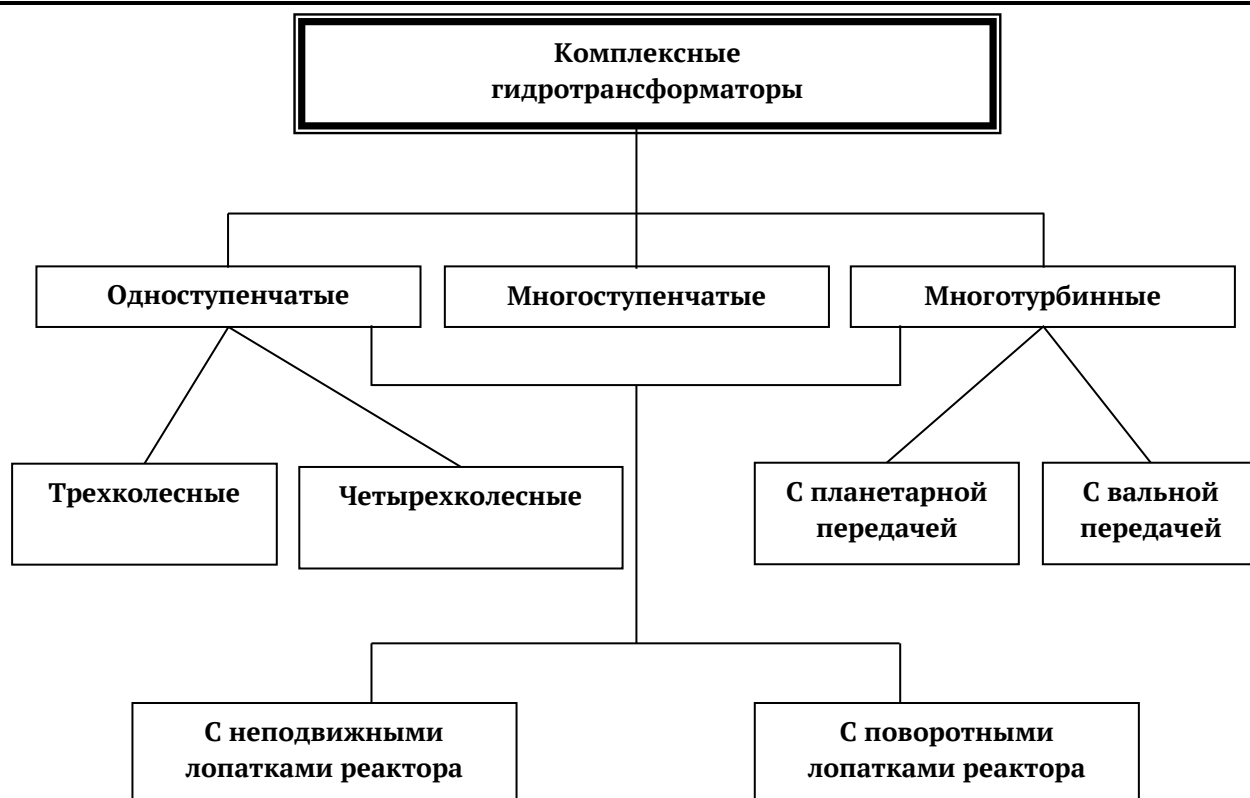 Комплексные
гидротрансформаторы
Одноступенчатые
Многоступенчатые
Многотурбинные
Трехколесные
Четырехколесные
С планетарной
передачей
С вальной
передачей
С неподвижными
лопатками реактора
С поворотными
лопатками реактора